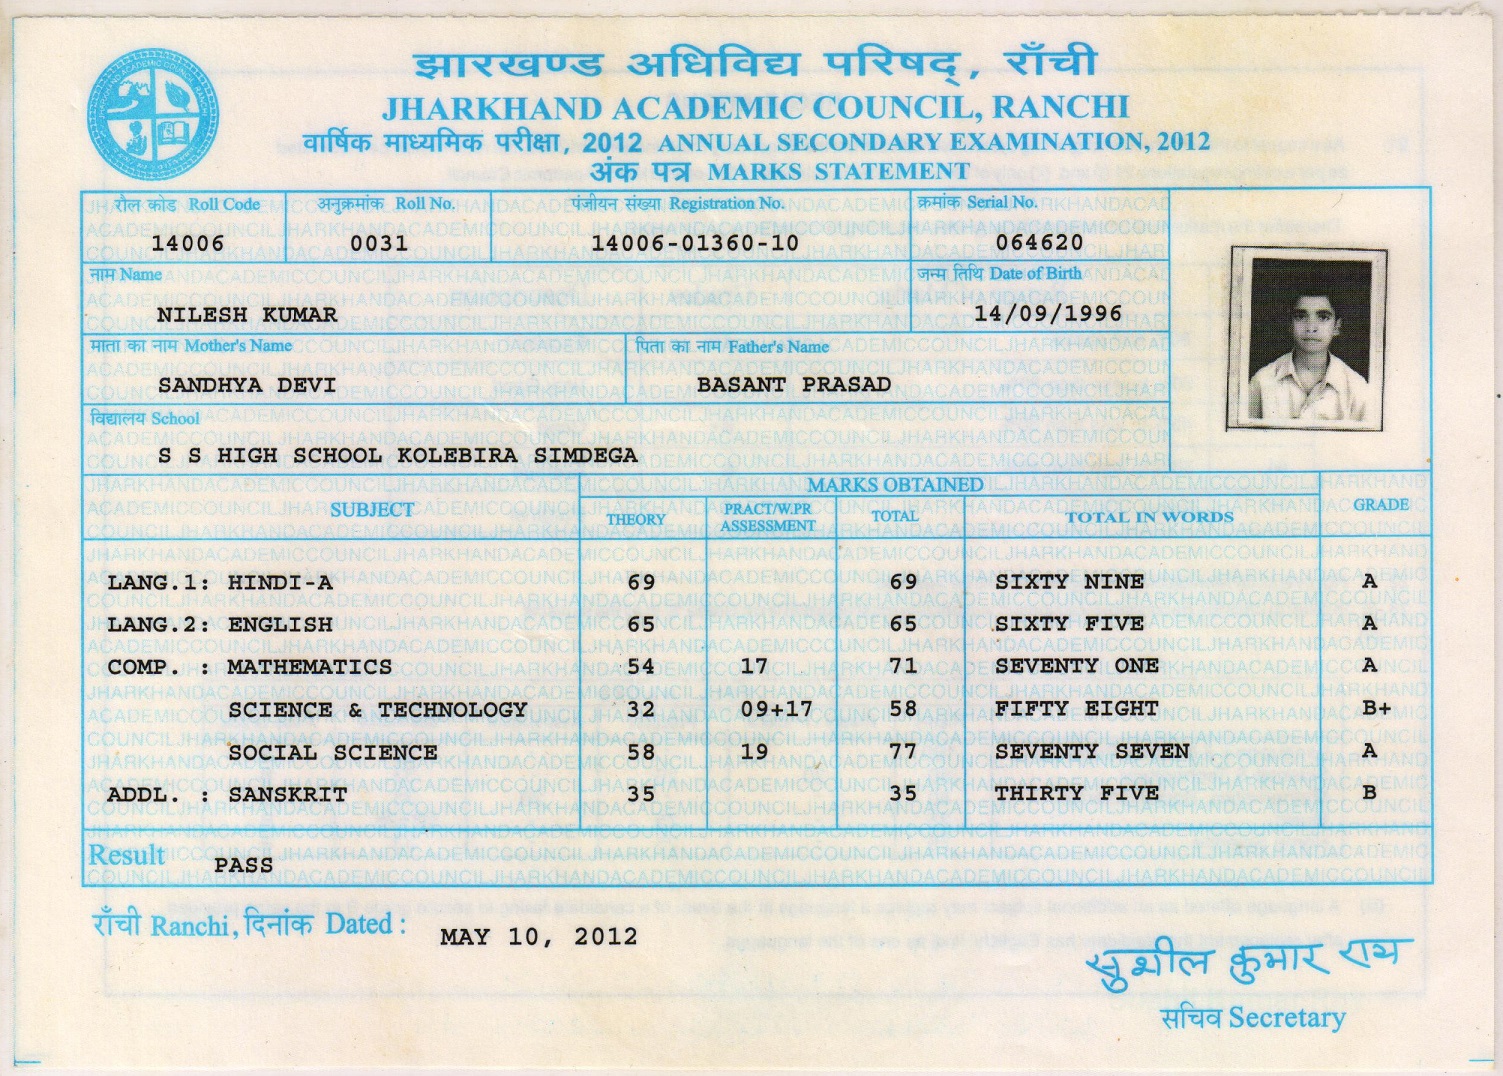 झारखण्ड अधिविद्य परिषद्, राँची
JHARKHAND ACADEMIC COUNCIL, RANCHI
वार्षिक माध्यमिक परीक्षा, 2012 ANNUAL SECONDARY EXAMINATION, 2012
अंक पत्र MARKS STATEMENT
रौल कोड Roll Code अनुक्रमांक Roll No. पंजीयन संख्या Registration No. क्रमांक Serial No.
14006 0031 14006-01360-10 064620
नाम Name जन्म तिथि Date of Birth
NILESH KUMAR 14/09/1996
माता का नाम Mother's Name पिता का नाम Father's Name
SANDHYA DEVI BASANT PRASAD
विद्यालय School
S S HIGH SCHOOL KOLEBIRA SIMDEGA
MARKS OBTAINED
SUBJECT THEORY PRACT/W.PR ASSESSMENT TOTAL TOTAL IN WORDS GRADE
LANG.1: HINDI-A 69 69 SIXTY NINE A
LANG.2: ENGLISH 65 65 SIXTY FIVE A
COMP. : MATHEMATICS 54 17 71 SEVENTY ONE A
SCIENCE & TECHNOLOGY 32 09+17 58 FIFTY EIGHT B+
SOCIAL SCIENCE 58 19 77 SEVENTY SEVEN A
ADDL. : SANSKRIT 35 35 THIRTY FIVE B
Result PASS
राँची Ranchi, दिनांक Dated : MAY 10, 2012
सुशील कुमार राय
सचिव Secretary